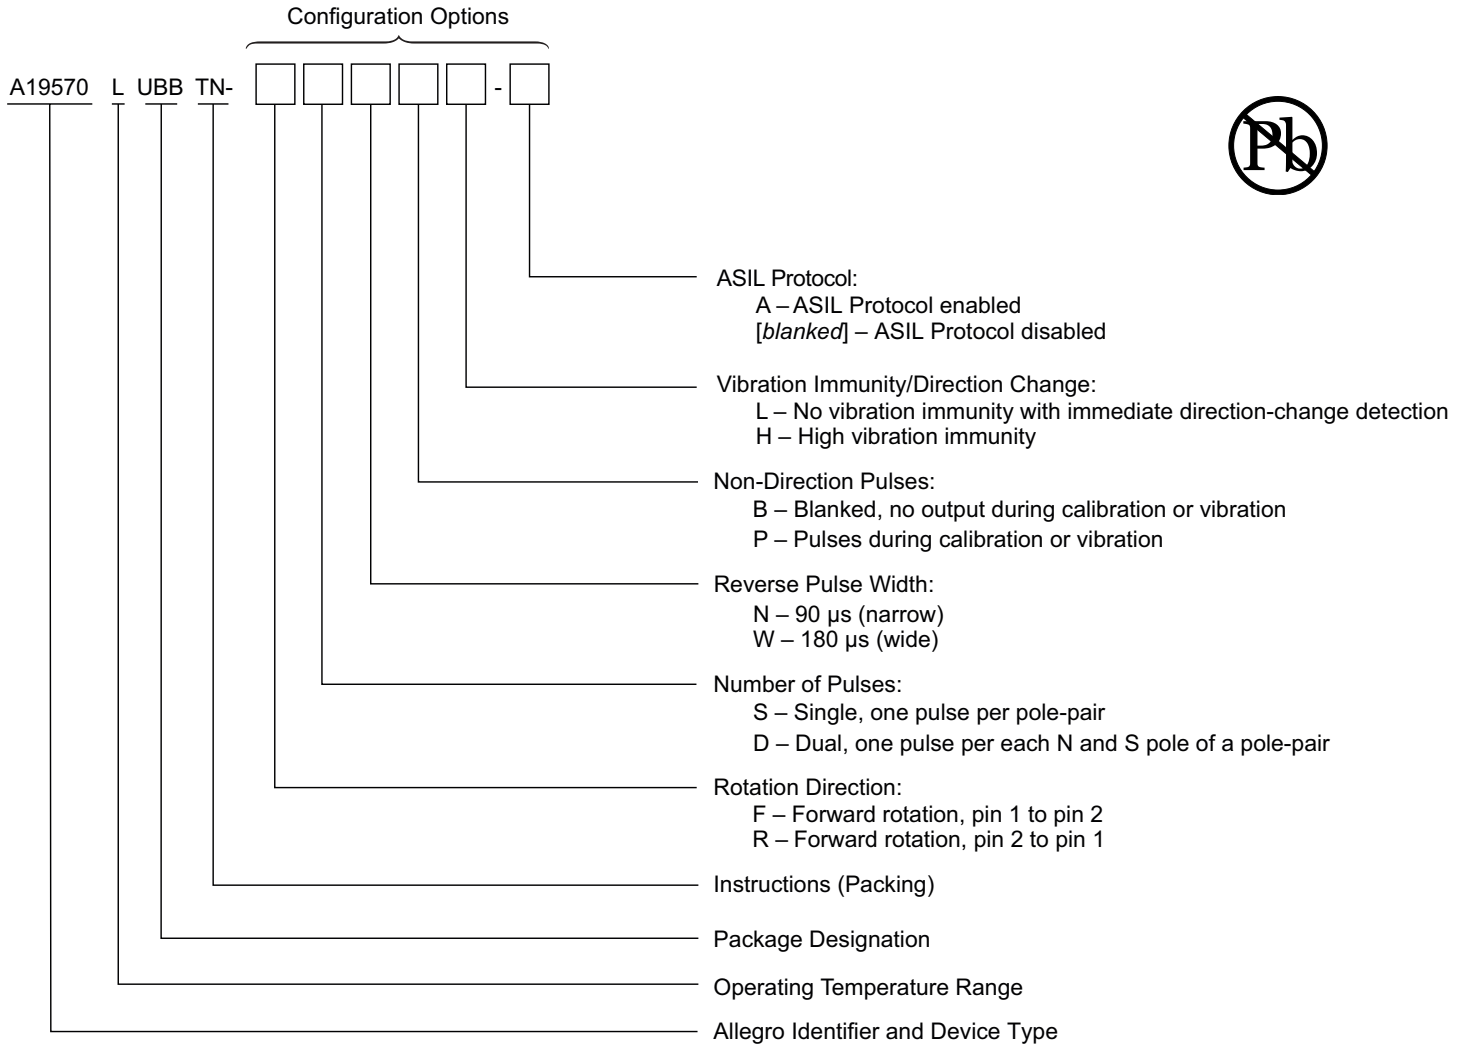 Configuration Options
A19570 L UBB TN- -
Pb
ASIL Protocol:
A – ASIL Protocol enabled
[blanked] – ASIL Protocol disabled
Vibration Immunity/Direction Change:
L – No vibration immunity with immediate direction-change detection
H – High vibration immunity
Non-Direction Pulses:
B – Blanked, no output during calibration or vibration
P – Pulses during calibration or vibration
Reverse Pulse Width:
N – 90 µs (narrow)
W – 180 µs (wide)
Number of Pulses:
S – Single, one pulse per pole-pair
D – Dual, one pulse per each N and S pole of a pole-pair
Rotation Direction:
F – Forward rotation, pin 1 to pin 2
R – Forward rotation, pin 2 to pin 1
Instructions (Packing)
Package Designation
Operating Temperature Range
Allegro Identifier and Device Type